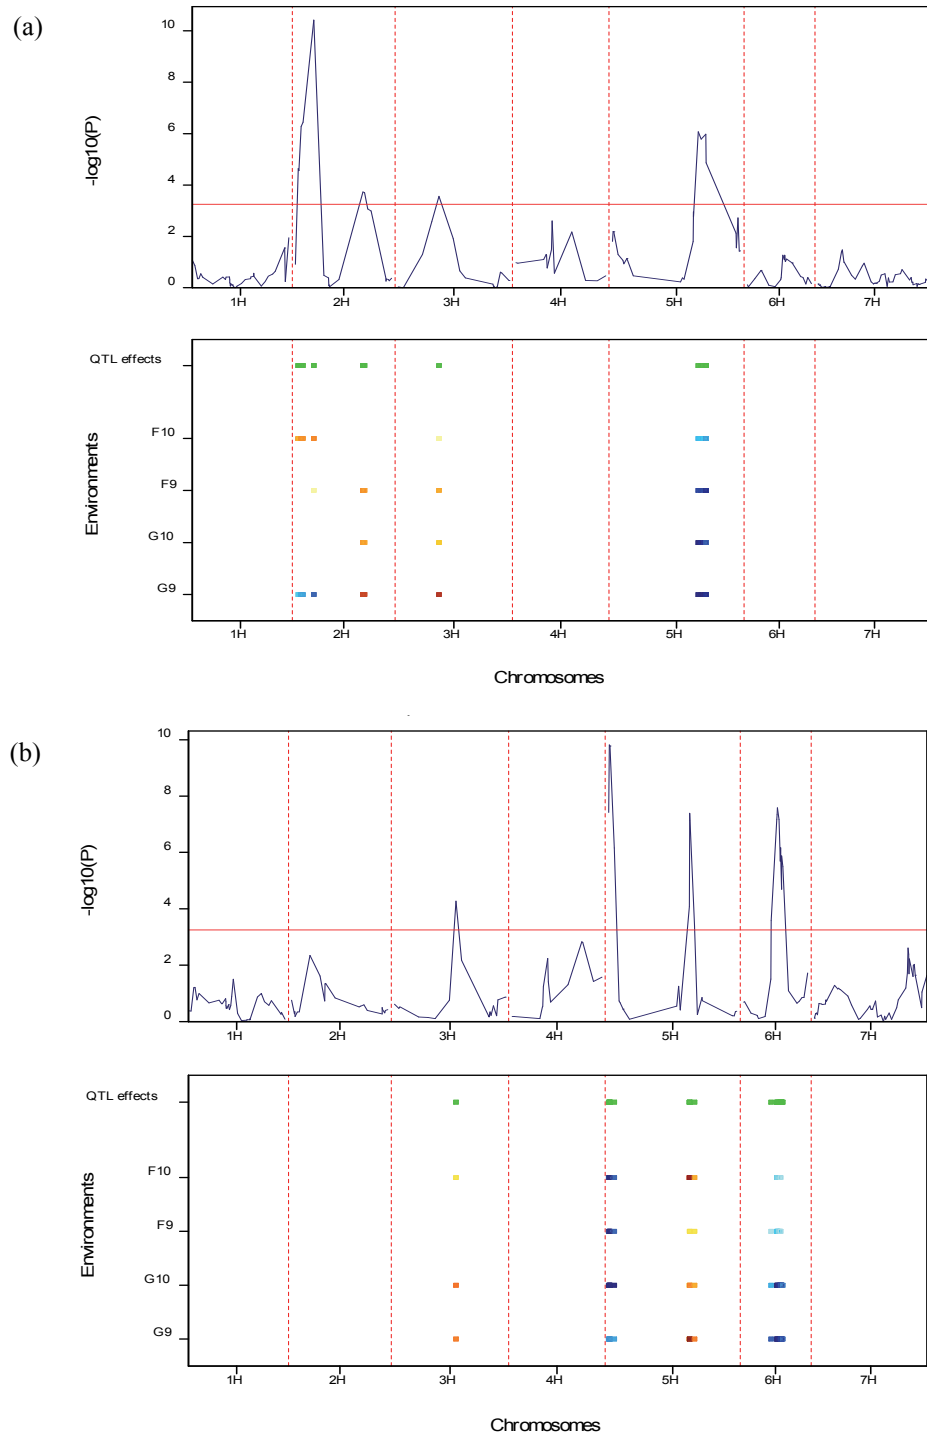 (a)
10
8
6
4
2
0
-log10(P)
1H 2H 3H 4H 5H 6H 7H
QTL effects
F10
F9
G10
G9
Environments
1H 2H 3H 4H 5H 6H 7H
Chromosomes
(b)
10
8
6
4
2
0
-log10(P)
1H 2H 3H 4H 5H 6H 7H
QTL effects
F10
F9
G10
G9
Environments
1H 2H 3H 4H 5H 6H 7H
Chromosomes